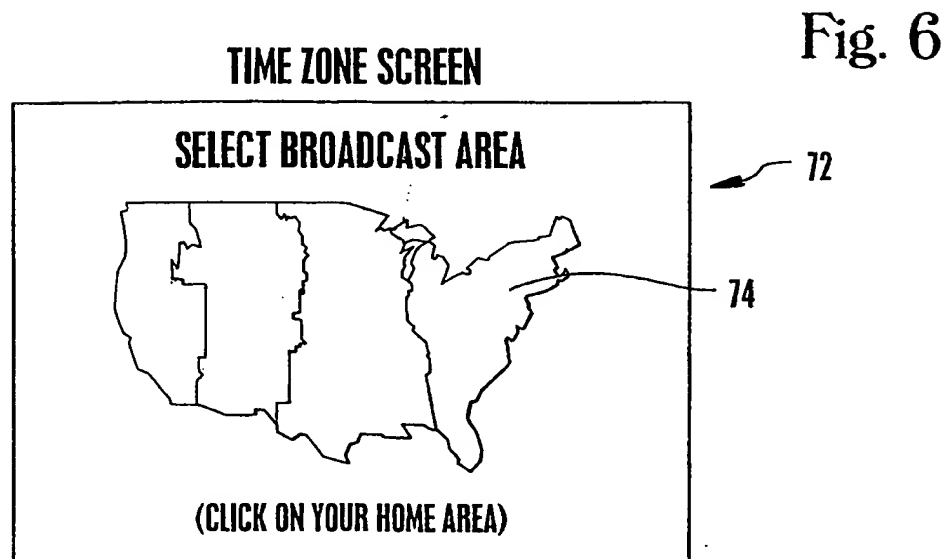 Fig. 6
TIME ZONE SCREEN
SELECT BROADCAST AREA
72
74
(CLICK ON YOUR HOME AREA)